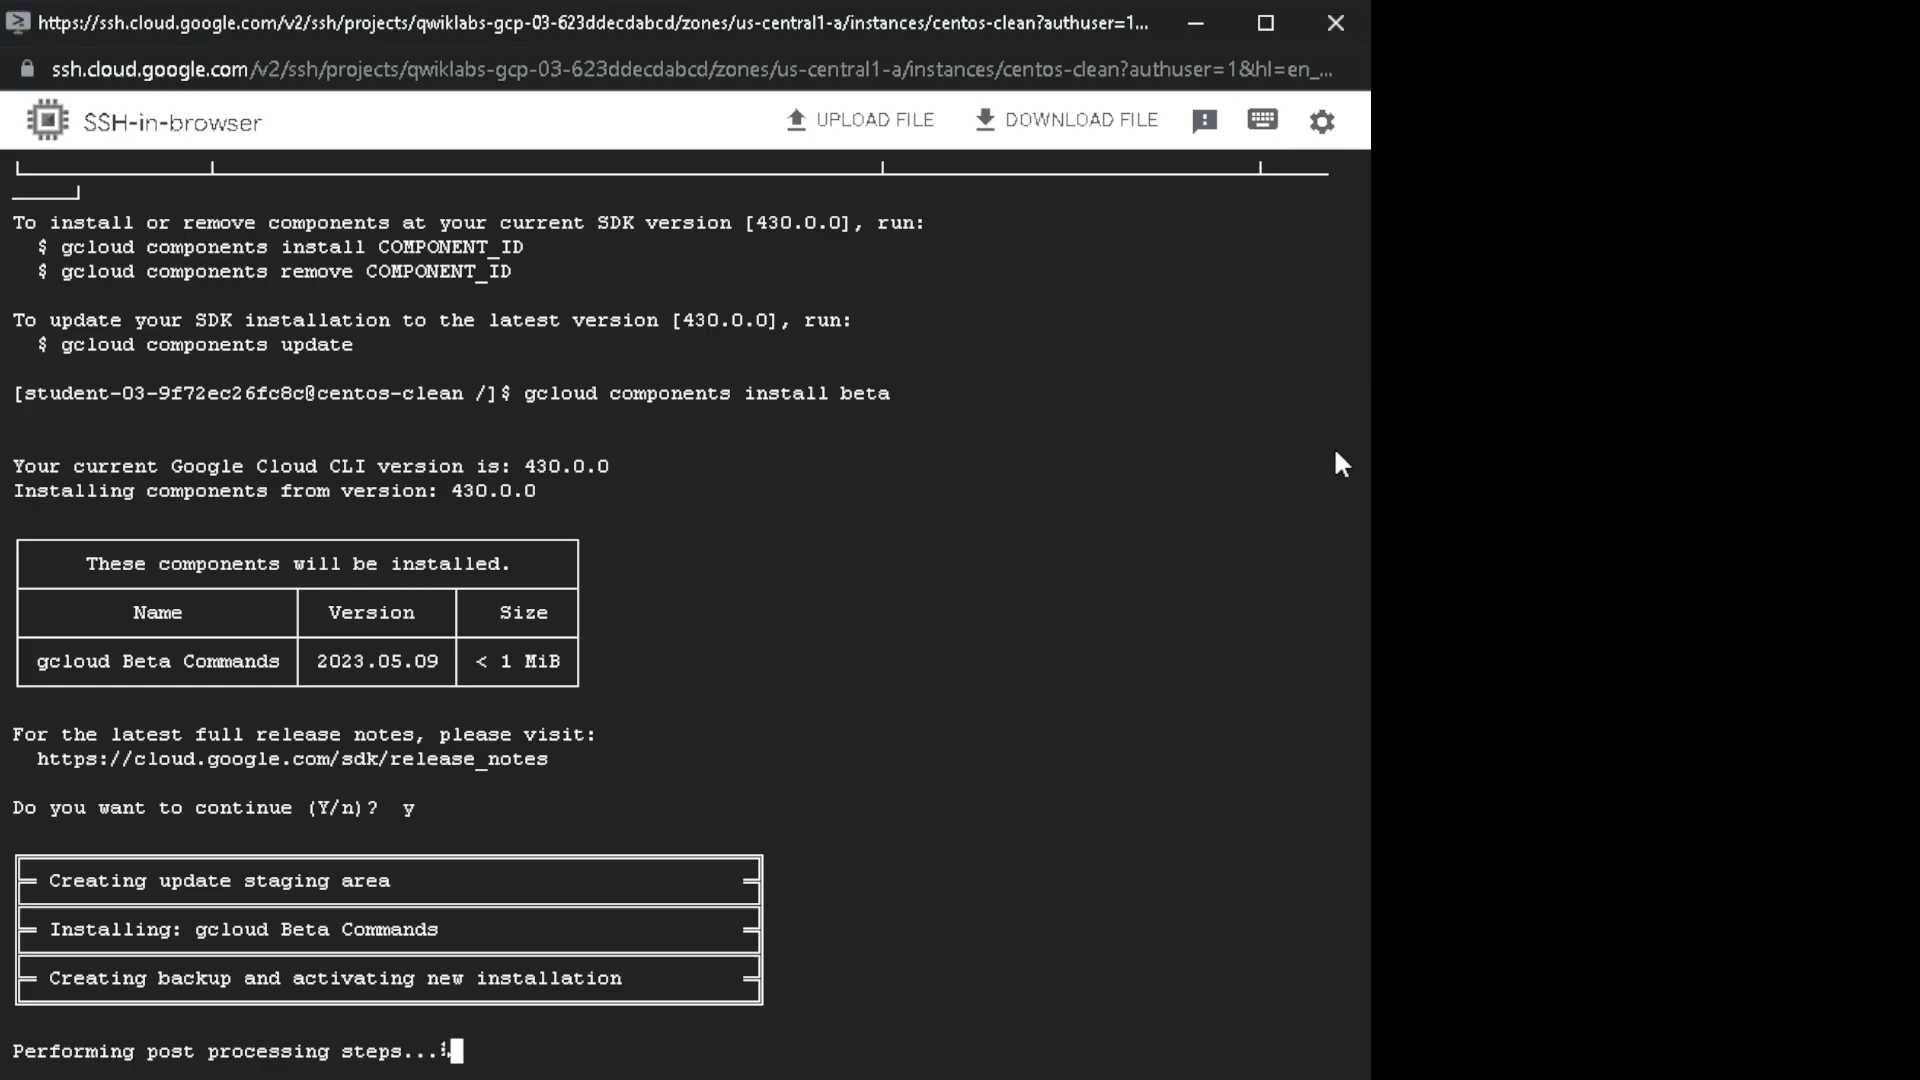 https://ssh.cloud.google.com/v2/ssh/projects/qwiklabs-gcp-03-623ddecdabcd/zones/us-central1-a/instances/centos-clean?authuser=1...
ssh.cloud.google.com/v2/ssh/projects/qwiklabs-gcp-03-623ddecdabcd/zones/us-central1-a/instances/centos-clean?authuser=1&hl=en_...
SSH-in-browser
UPLOAD FILE
DOWNLOAD FILE
To install or remove components at your current SDK version [430.0.0], run:
$ gcloud components install COMPONENT_ID
$ gcloud components remove COMPONENT_ID
To update your SDK installation to the latest version [430.0.0], run:
$ gcloud components update
[student-03-9f72ec26fc8c@centos-clean /]$ gcloud components install beta
Your current Google Cloud CLI version is: 430.0.0
Installing components from version: 430.0.0
These components will be installed.
Name Version Size
gcloud Beta Commands 2023.05.09 < 1 MiB
For the latest full release notes, please visit:
https://cloud.google.com/sdk/release_notes
Do you want to continue (Y/n)? y
Creating update staging area
Installing: gcloud Beta Commands
Creating backup and activating new installation
Performing post processing steps...